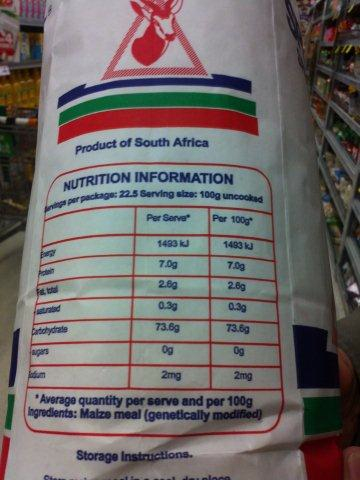 Product of South Africa
NUTRITION INFORMATION
Servings per package: 22.5 Serving size: 100g uncooked
Per Serve* Per 100g*
Energy 1493 kJ 1493 kJ
Protein 7.0g 7.0g
Fat, total 2.6g 2.6g
- saturated 0.3g 0.3g
Carbohydrate 73.6g 73.6g
- sugars 0g 0g
Sodium 2mg 2mg
* Average quantity per serve and per 100g
Ingredients: Maize meal (genetically modified)
Storage Instructions.